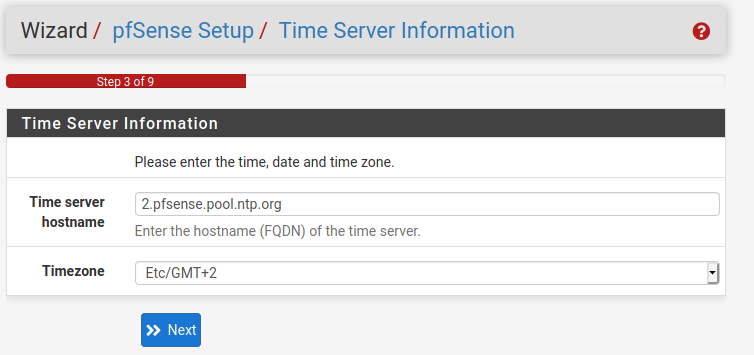 Wizard / pfSense Setup / Time Server Information
Step 3 of 9
Time Server Information
Please enter the time, date and time zone.
Time server hostname
2.pfsense.pool.ntp.org
Enter the hostname (FQDN) of the time server.
Timezone
Etc/GMT+2
Next